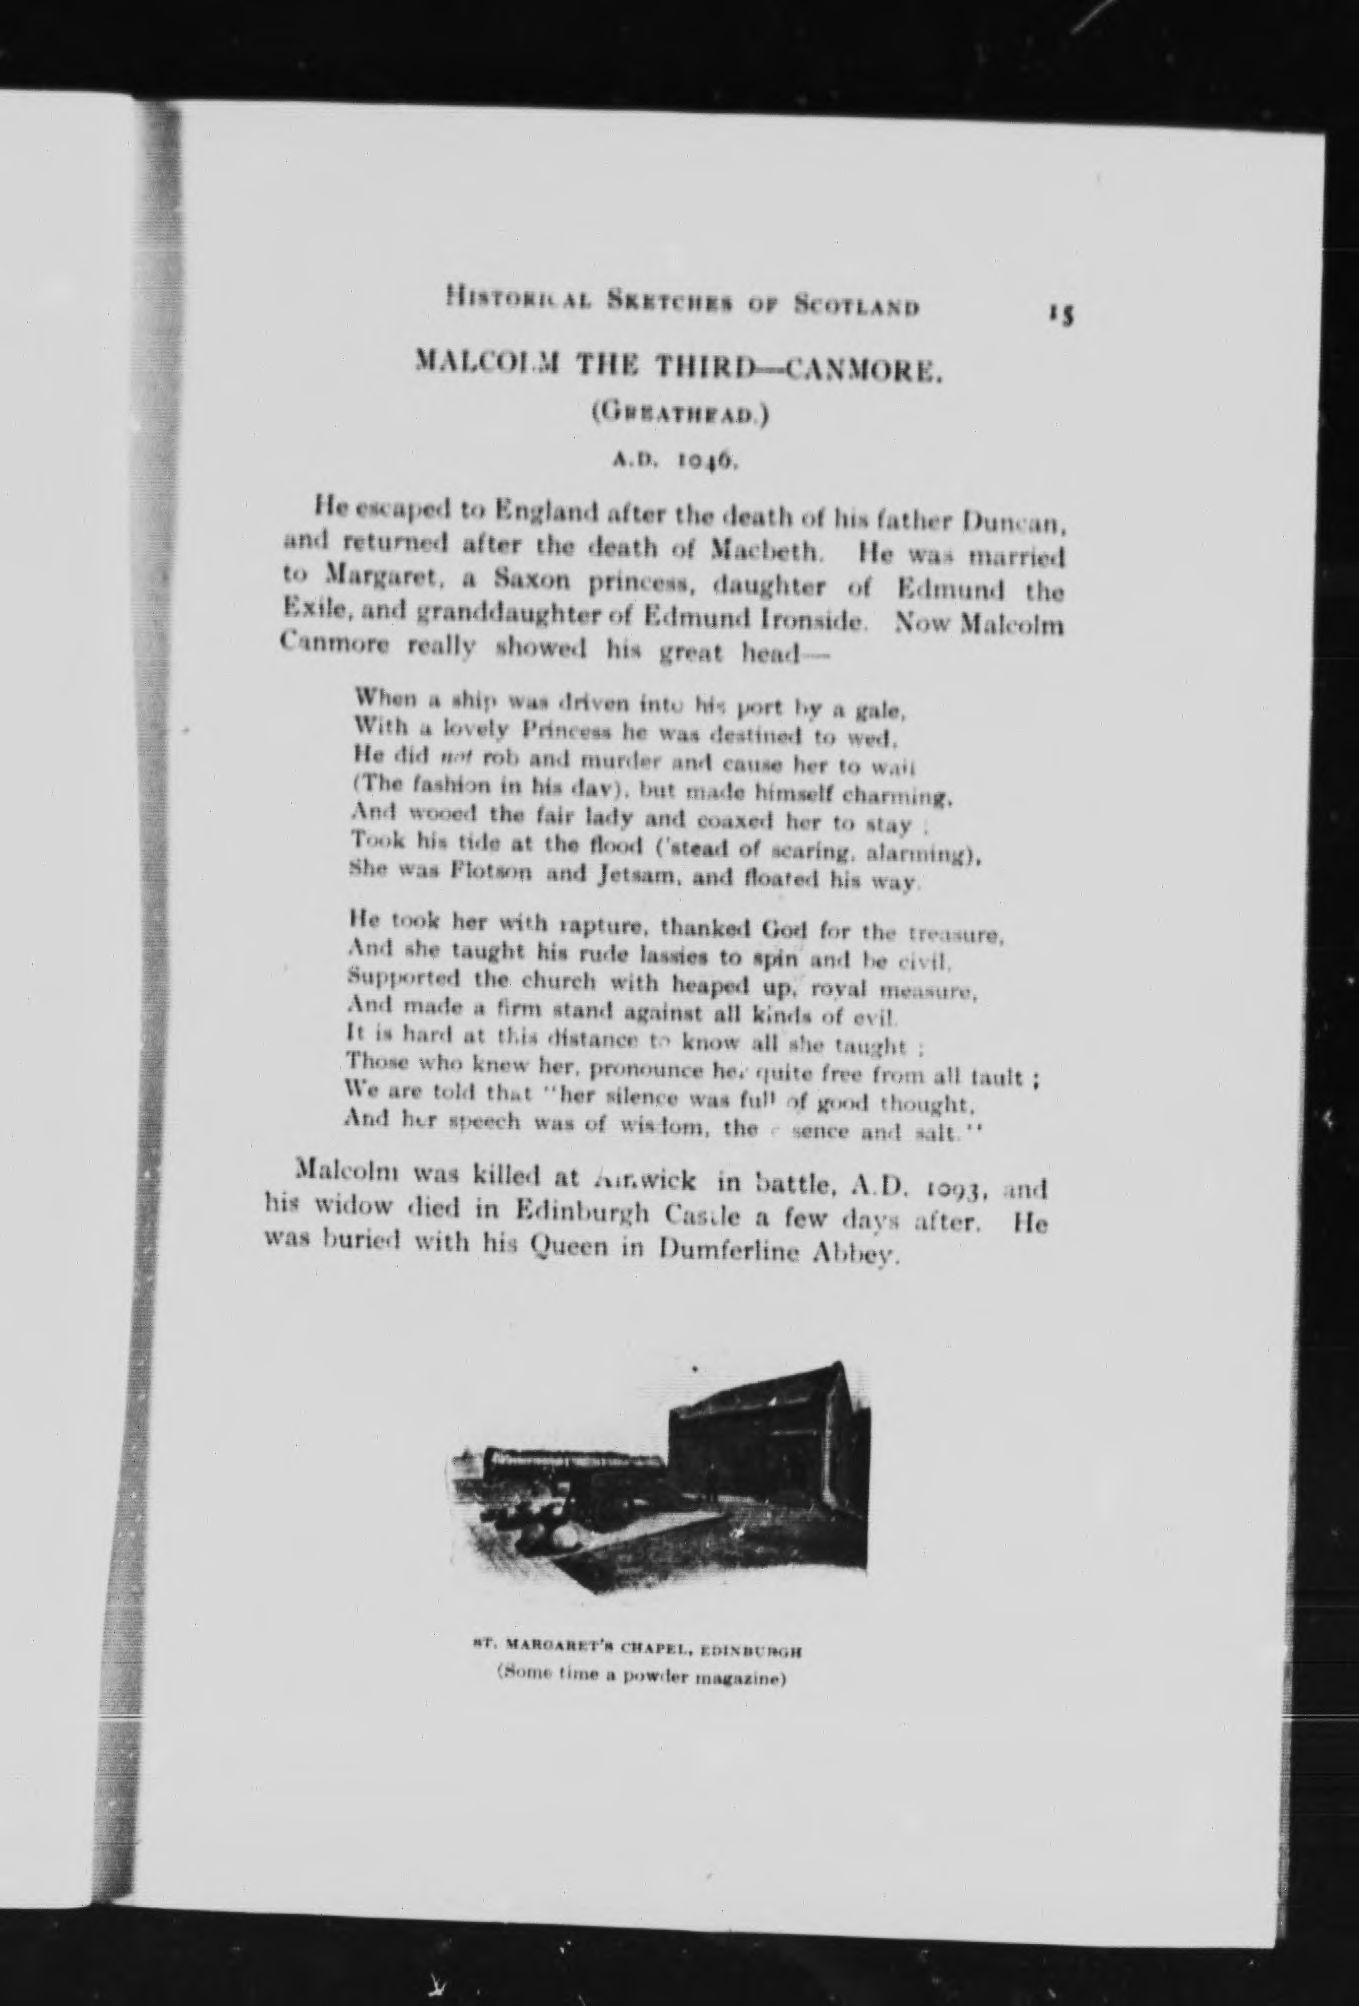 Historical Sketches of Scotland 15
MALCOLM THE THIRD—CANMORE.
(Greathead.)
A.D. 1046.
He escaped to England after the death of his father Duncan,
and returned after the death of Macbeth. He was married
to Margaret, a Saxon princess, daughter of Edmund the
Exile, and granddaughter of Edmund Ironside. Now Malcolm
Canmore really showed his great head—
When a ship was driven into his port by a gale,
With a lovely Princess he was destined to wed,
He did not rob and murder and cause her to wail
(The fashion in his day), but made himself charming,
And wooed the fair lady and coaxed her to stay ;
Took his tide at the flood ('stead of scaring, alarming),
She was Flotson and Jetsam, and floated his way.
He took her with rapture, thanked God for the treasure,
And she taught his rude lassies to spin and be civil,
Supported the church with heaped up, royal measure,
And made a firm stand against all kinds of evil.
It is hard at this distance to know all she taught ;
Those who knew her, pronounce her quite free from all fault ;
We are told that "her silence was full of good thought,
And her speech was of wisdom, the essence and salt."
Malcolm was killed at Alnwick in battle, A.D. 1093, and
his widow died in Edinburgh Castle a few days after. He
was buried with his Queen in Dumferline Abbey.
ST. MARGARET'S CHAPEL, EDINBURGH
(Some time a powder magazine)